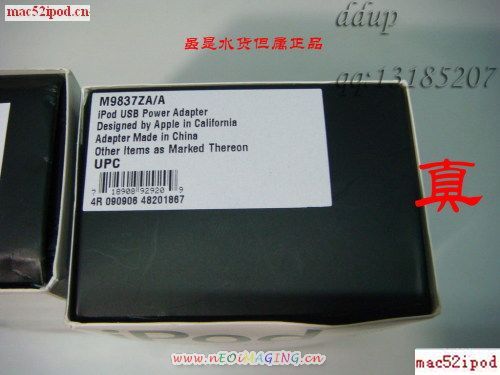 mac52ipod.cn
ddup
虽是水货但属正品
qq:13185207
M9837ZA/A
iPod USB Power Adapter
Designed by Apple in California
Adapter Made in China
Other Items as Marked Thereon
UPC
7 18908 92920 9
4R 090906 48201867
真
iPod
www.nEOiMAGING.cn
mac52ipod